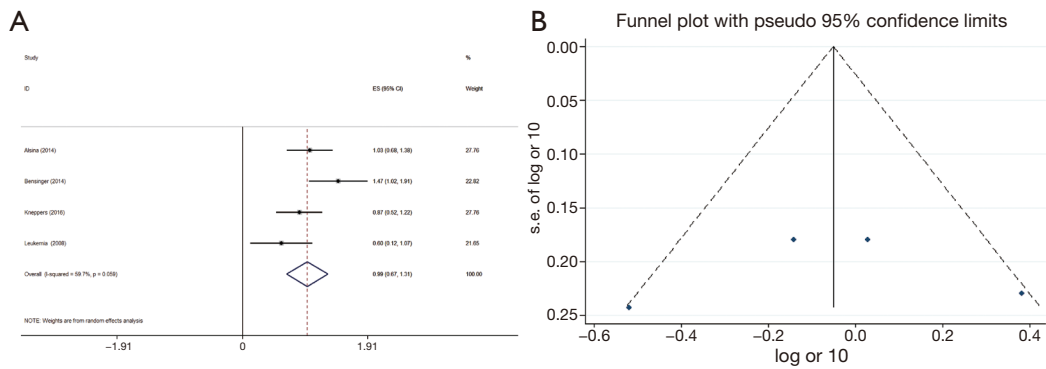 A
Study %
ID ES (95% CI) Weight
Alsina (2014) 1.03 (0.68, 1.38) 27.76
Bensinger (2014) 1.47 (1.02, 1.91) 22.82
Kneppers (2016) 0.87 (0.52, 1.22) 27.76
Leukemia (2008) 0.60 (0.12, 1.07) 21.65
Overall (I-squared = 59.7%, p = 0.059) 0.99 (0.67, 1.31) 100.00
NOTE: Weights are from random effects analysis
−1.91 0 1.91
B
Funnel plot with pseudo 95% confidence limits
s.e. of log or 10
0.00
0.05
0.10
0.15
0.20
0.25
−0.6 −0.4 −0.2 0.0 0.2 0.4
log or 10